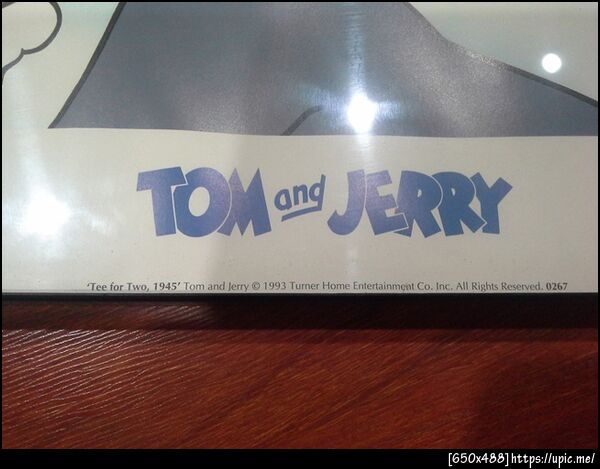 TOM and JERRY
'Tee for Two, 1945' Tom and Jerry © 1993 Turner Home Entertainment Co. Inc. All Rights Reserved. 0267
[650x488]https://upic.me/